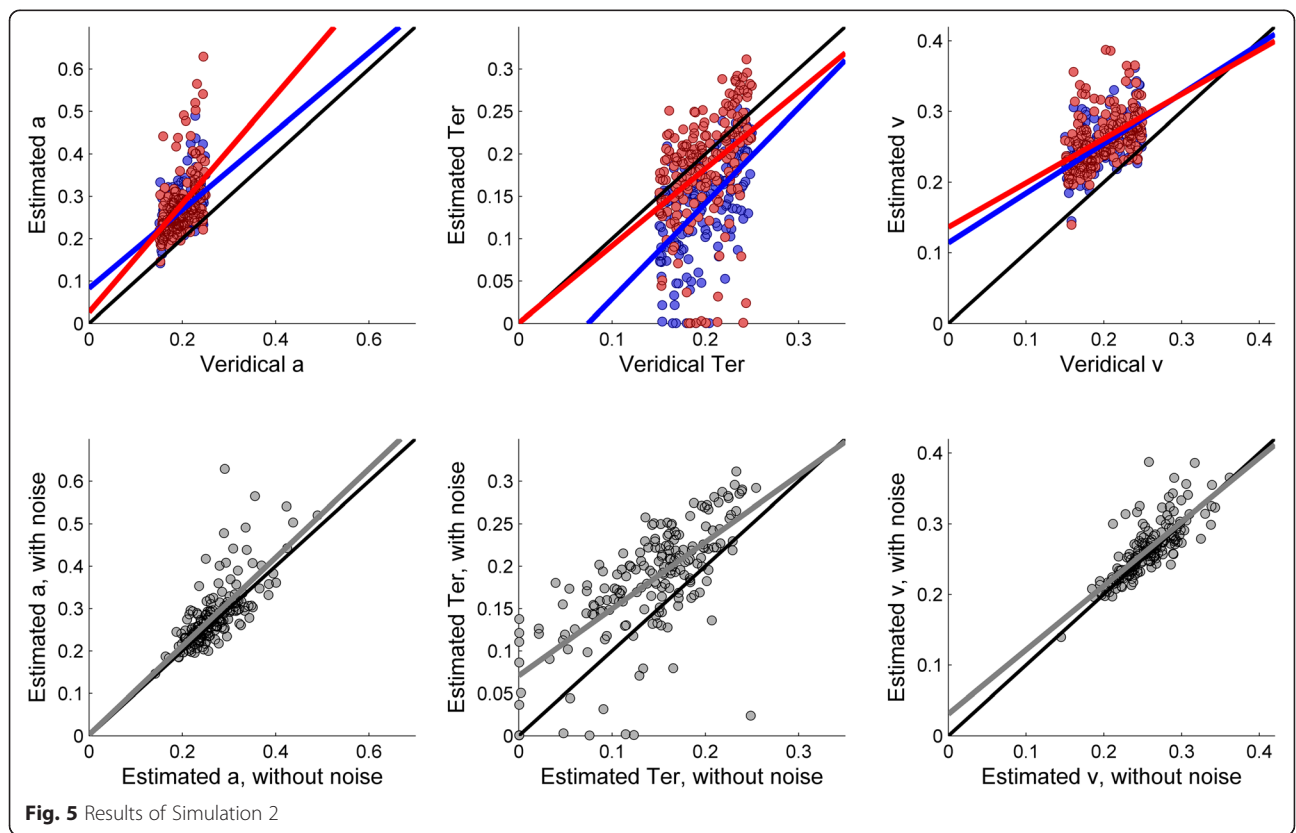 Estimated a
0.6
0.5
0.4
0.3
0.2
0.1
0
0 0.2 0.4 0.6
Veridical a
Estimated Ter
0.3
0.25
0.2
0.15
0.1
0.05
0
0 0.1 0.2 0.3
Veridical Ter
Estimated v
0.4
0.3
0.2
0.1
0
0 0.1 0.2 0.3 0.4
Veridical v
Estimated a, with noise
0.6
0.5
0.4
0.3
0.2
0.1
0
0 0.2 0.4 0.6
Estimated a, without noise
Estimated Ter, with noise
0.3
0.25
0.2
0.15
0.1
0.05
0
0 0.1 0.2 0.3
Estimated Ter, without noise
Estimated v, with noise
0.4
0.3
0.2
0.1
0
0 0.1 0.2 0.3 0.4
Estimated v, without noise
Fig. 5 Results of Simulation 2